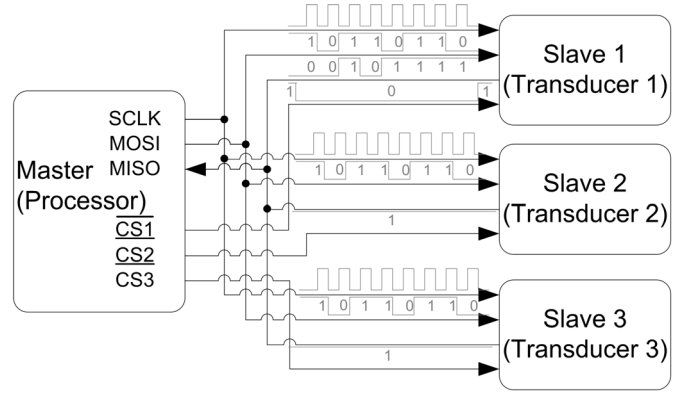 1 0 1 1 0 1 1 0
0 0 1 0 1 1 1 1
1 0 1
Slave 1
(Transducer 1)
SCLK
MOSI
MISO
Master
(Processor)
CS1
CS2
CS3
1 0 1 1 0 1 1 0
1
Slave 2
(Transducer 2)
1 0 1 1 0 1 1 0
1
Slave 3
(Transducer 3)